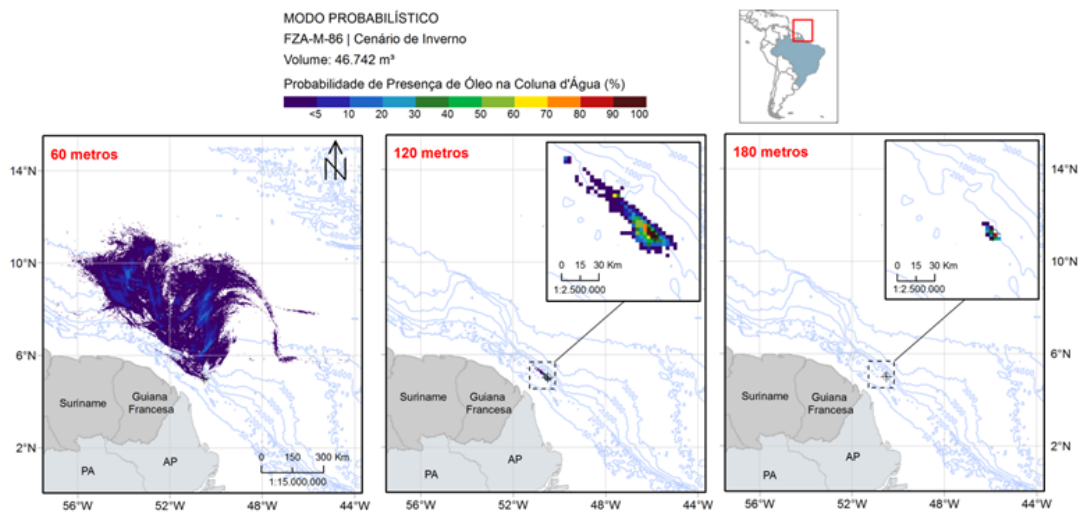 MODO PROBABILÍSTICO
FZA-M-86 | Cenário de Inverno
Volume: 46.742 m³
Probabilidade de Presença de Óleo na Coluna d'Água (%)
<5 10 20 30 40 50 60 70 80 90 100
60 metros
N
14°N
10°N
6°N
2°N
Suriname
Guiana
Francesa
PA
AP
0 150 300 Km
1:15.000.000
56°W 52°W 48°W 44°W
120 metros
0 15 30 Km
1:2.500.000
Suriname
Guiana
Francesa
PA
AP
56°W 52°W 48°W 44°W
180 metros
0 15 30 Km
1:2.500.000
14°N
10°N
6°N
2°N
Suriname
Guiana
Francesa
PA
AP
56°W 52°W 48°W 44°W